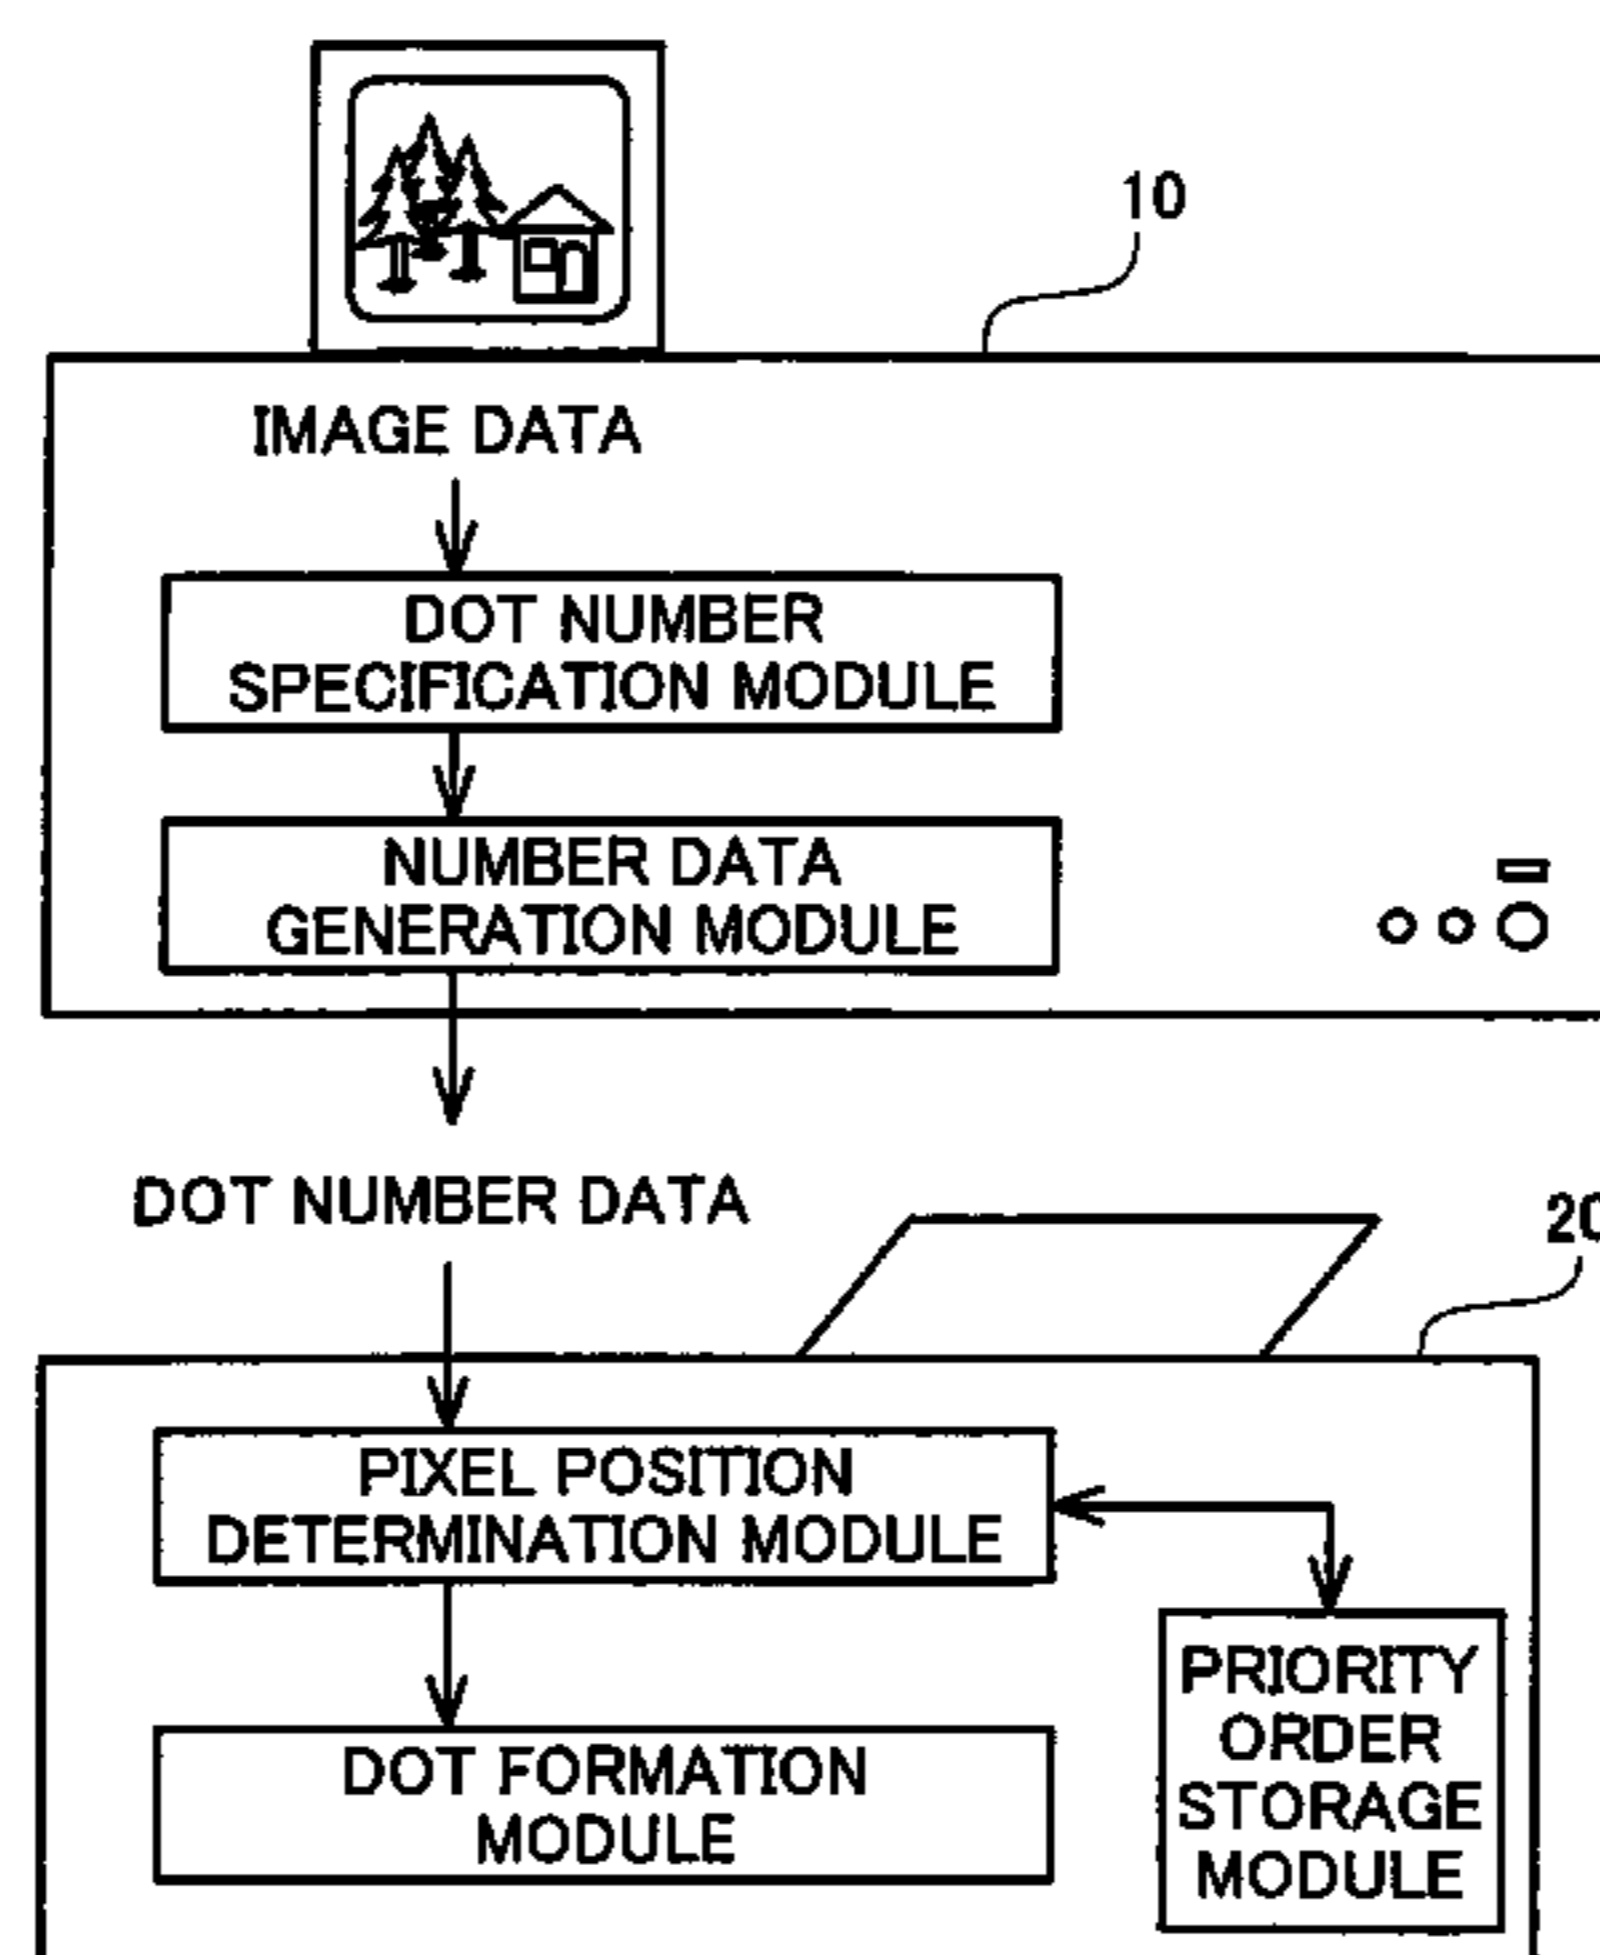 10
IMAGE DATA
DOT NUMBER
SPECIFICATION MODULE
NUMBER DATA
GENERATION MODULE
DOT NUMBER DATA
20
PIXEL POSITION
DETERMINATION MODULE
PRIORITY
ORDER
STORAGE
MODULE
DOT FORMATION
MODULE